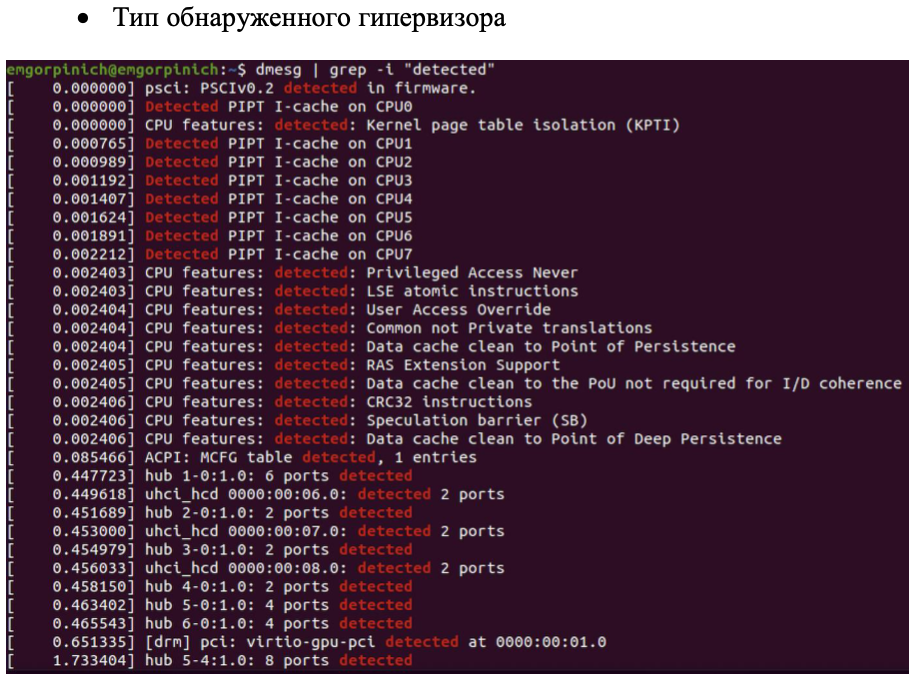 • Тип обнаруженного гипервизора
emgorpinich@emgorpinich:~$ dmesg | grep -i "detected"
[    0.000000] psci: PSCIv0.2 detected in firmware.
[    0.000000] Detected PIPT I-cache on CPU0
[    0.000000] CPU features: detected: Kernel page table isolation (KPTI)
[    0.000765] Detected PIPT I-cache on CPU1
[    0.000989] Detected PIPT I-cache on CPU2
[    0.001192] Detected PIPT I-cache on CPU3
[    0.001407] Detected PIPT I-cache on CPU4
[    0.001624] Detected PIPT I-cache on CPU5
[    0.001891] Detected PIPT I-cache on CPU6
[    0.002212] Detected PIPT I-cache on CPU7
[    0.002403] CPU features: detected: Privileged Access Never
[    0.002403] CPU features: detected: LSE atomic instructions
[    0.002404] CPU features: detected: User Access Override
[    0.002404] CPU features: detected: Common not Private translations
[    0.002404] CPU features: detected: Data cache clean to Point of Persistence
[    0.002405] CPU features: detected: RAS Extension Support
[    0.002405] CPU features: detected: Data cache clean to the PoU not required for I/D coherence
[    0.002406] CPU features: detected: CRC32 instructions
[    0.002406] CPU features: detected: Speculation barrier (SB)
[    0.002406] CPU features: detected: Data cache clean to Point of Deep Persistence
[    0.085466] ACPI: MCFG table detected, 1 entries
[    0.447723] hub 1-0:1.0: 6 ports detected
[    0.449618] uhci_hcd 0000:00:06.0: detected 2 ports
[    0.451689] hub 2-0:1.0: 2 ports detected
[    0.453000] uhci_hcd 0000:00:07.0: detected 2 ports
[    0.454979] hub 3-0:1.0: 2 ports detected
[    0.456033] uhci_hcd 0000:00:08.0: detected 2 ports
[    0.458150] hub 4-0:1.0: 2 ports detected
[    0.463402] hub 5-0:1.0: 4 ports detected
[    0.465543] hub 6-0:1.0: 4 ports detected
[    0.651335] [drm] pci: virtio-gpu-pci detected at 0000:00:01.0
[    1.733404] hub 5-4:1.0: 8 ports detected